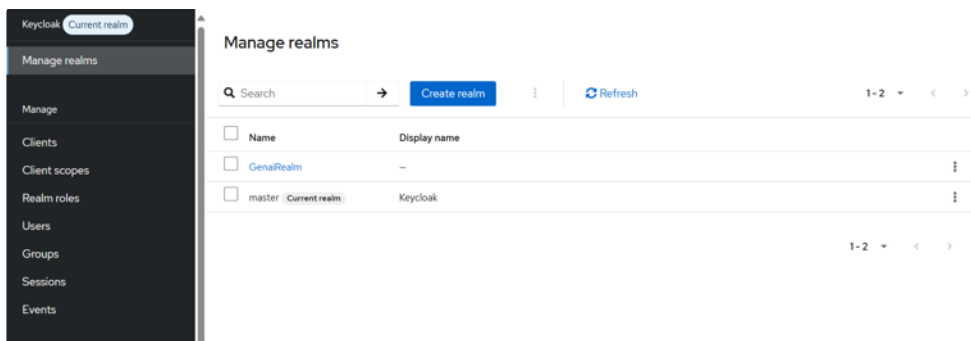 Keycloak Current realm
Manage realms
Manage
Clients
Client scopes
Realm roles
Users
Groups
Sessions
Events
Manage realms
Search Create realm Refresh 1-2
Name Display name
GenaiRealm –
master Current realm Keycloak
1-2